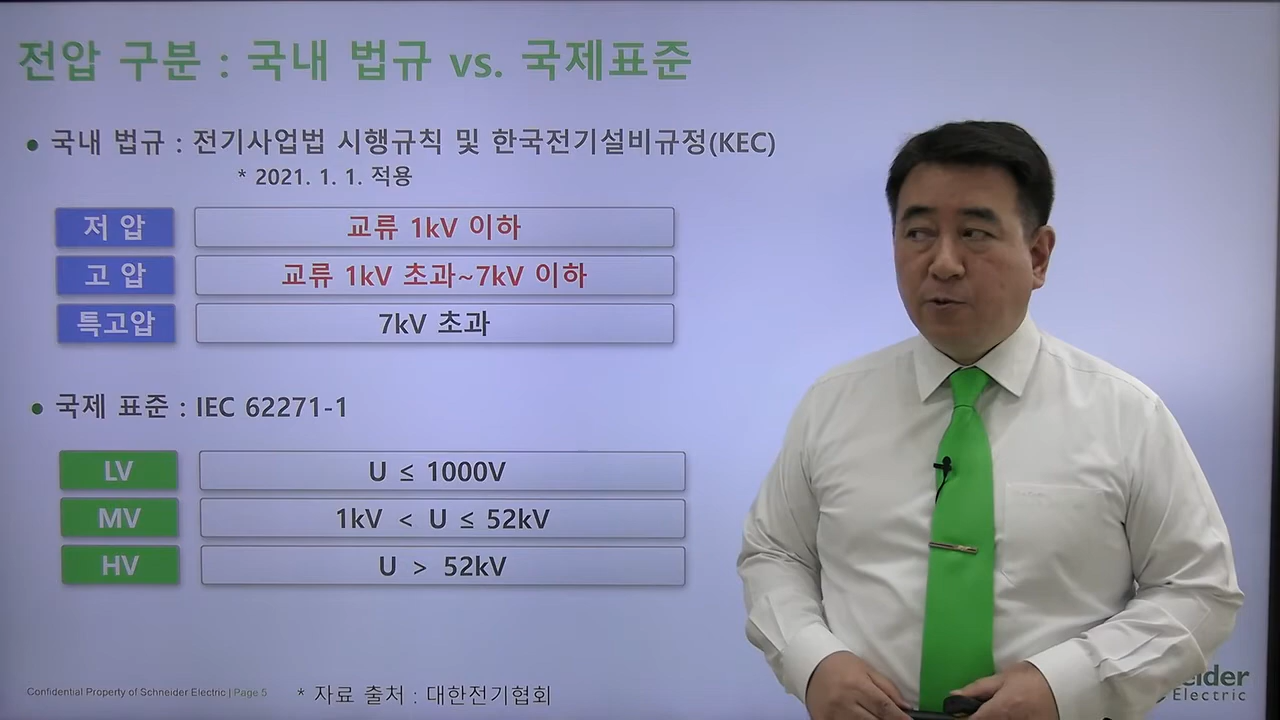 전압 구분 : 국내 법규 vs. 국제표준
• 국내 법규 : 전기사업법 시행규칙 및 한국전기설비규정(KEC)
* 2021. 1. 1. 적용
저 압 교류 1kV 이하
고 압 교류 1kV 초과~7kV 이하
특고압 7kV 초과
• 국제 표준 : IEC 62271-1
LV U ≤ 1000V
MV 1kV < U ≤ 52kV
HV U > 52kV
Confidential Property of Schneider Electric | Page 5
* 자료 출처 : 대한전기협회
eider
Electric